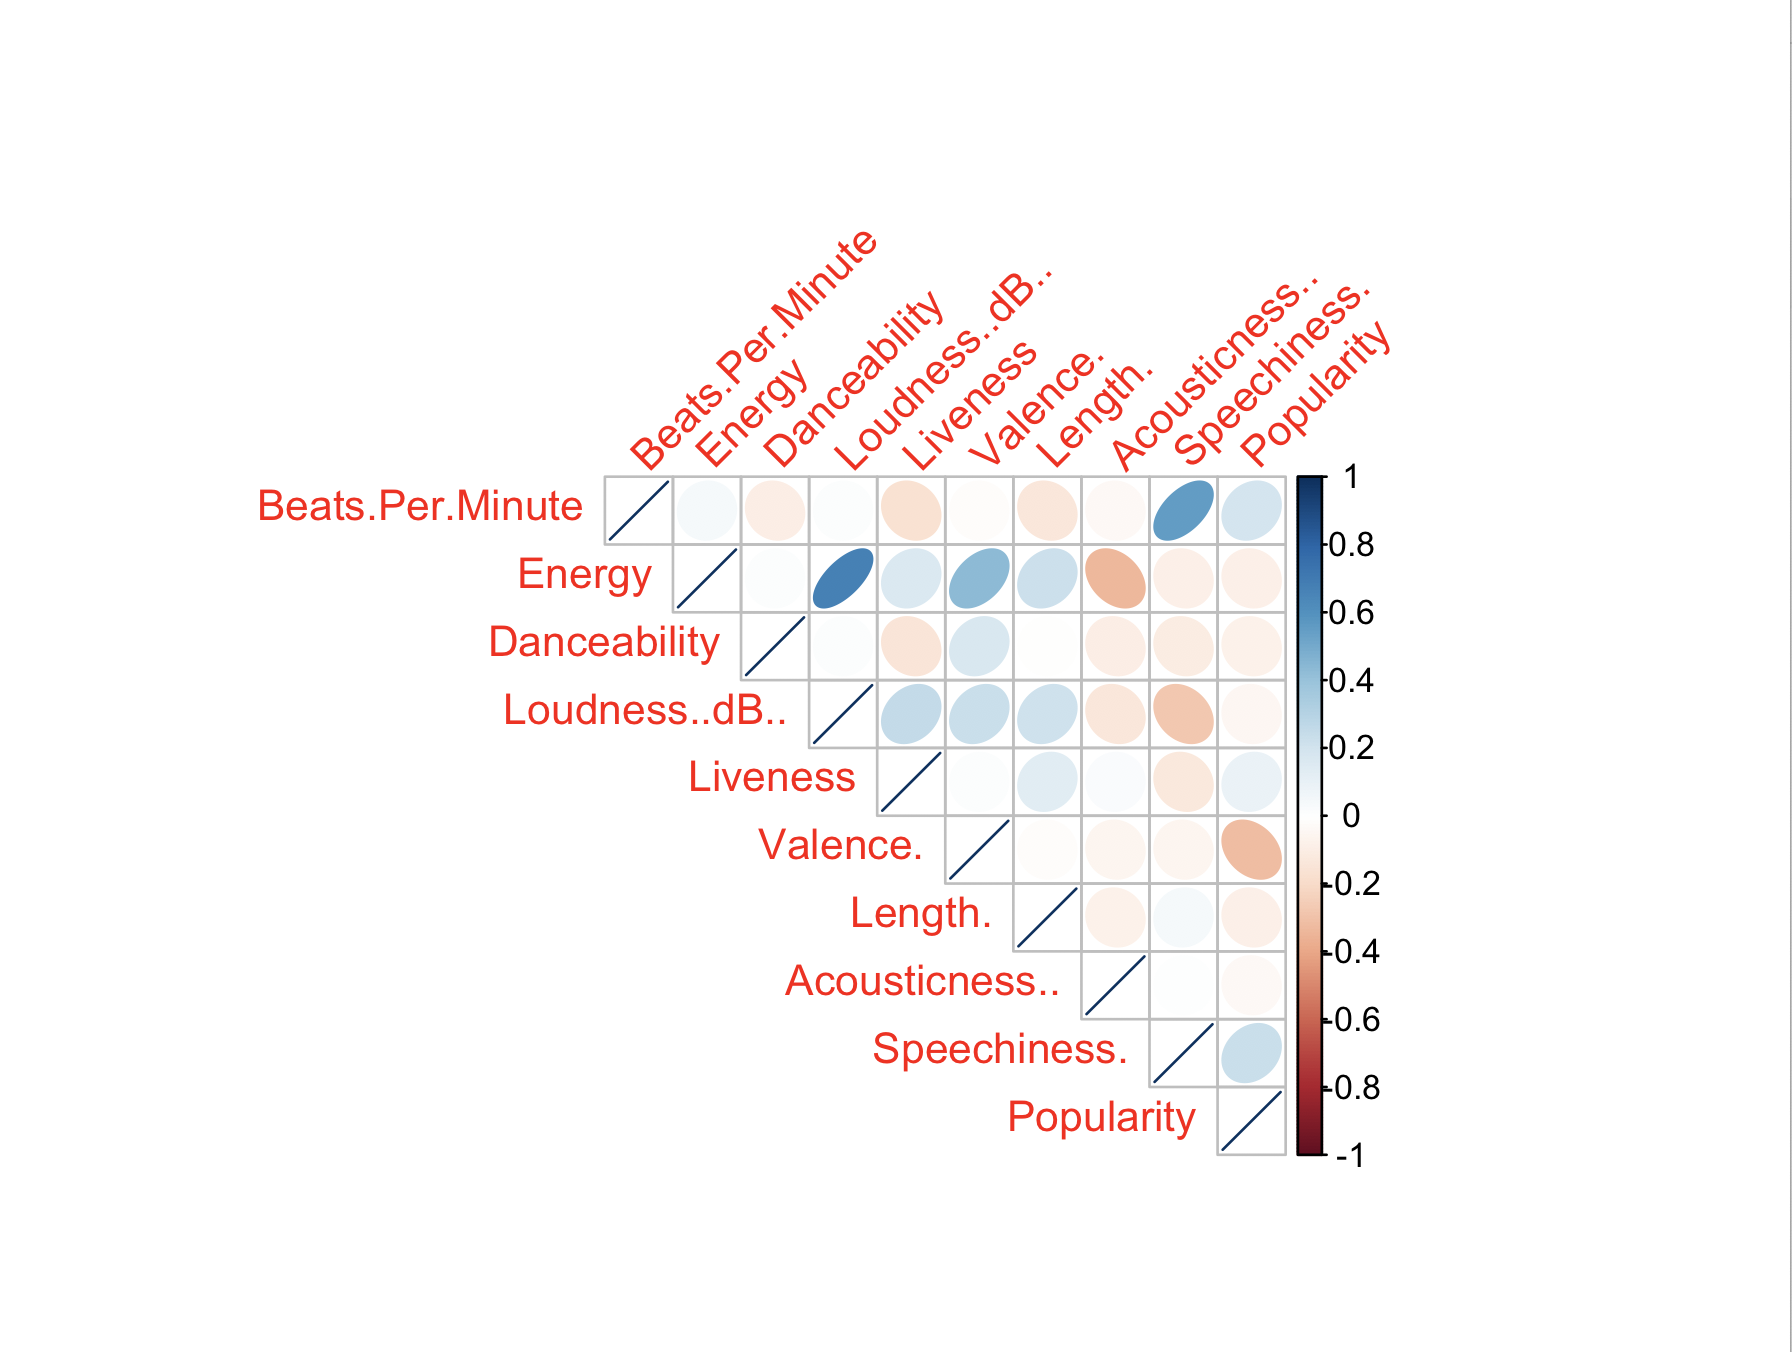 Beats.Per.Minute
Energy
Danceability
Loudness..dB..
Liveness
Valence.
Length.
Acousticness..
Speechiness.
Popularity
Beats.Per.Minute
Energy
Danceability
Loudness..dB..
Liveness
Valence.
Length.
Acousticness..
Speechiness.
Popularity
1
0.8
0.6
0.4
0.2
0
-0.2
-0.4
-0.6
-0.8
-1